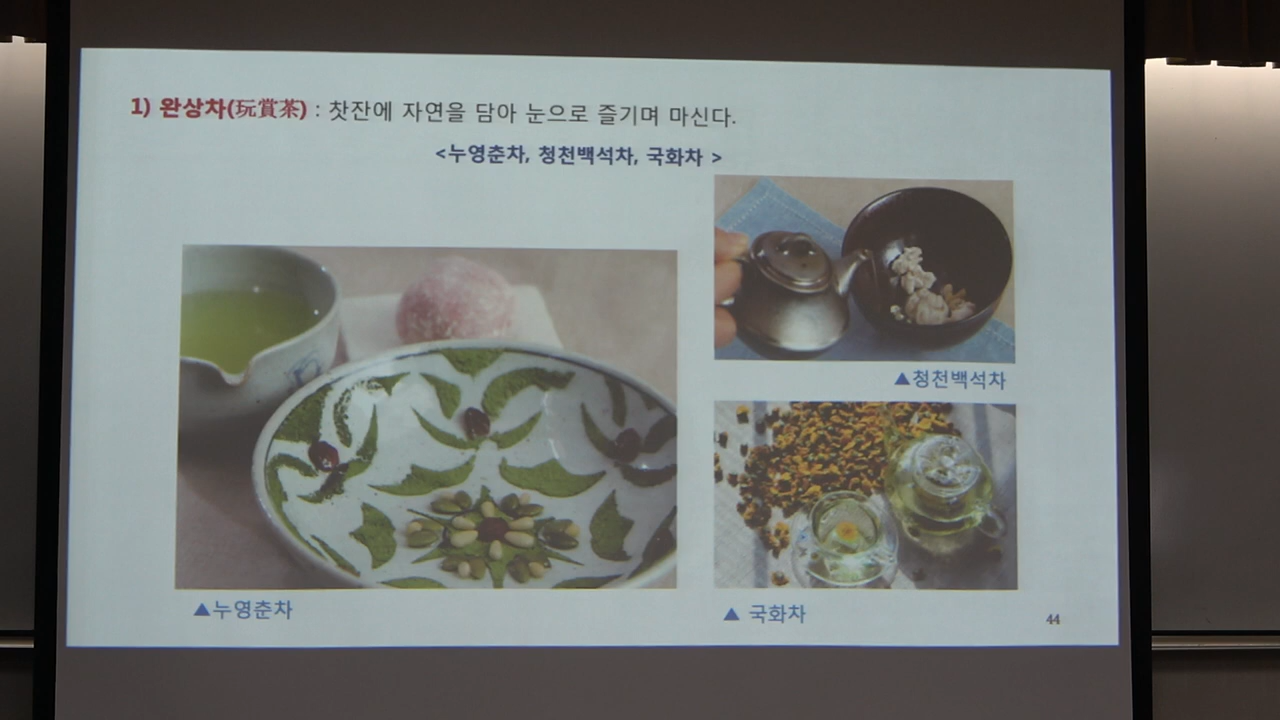 1) 완상차(玩賞茶) : 찻잔에 자연을 담아 눈으로 즐기며 마신다.
<누영춘차, 청천백석차, 국화차 >
▲청천백석차
▲누영춘차
▲ 국화차
44